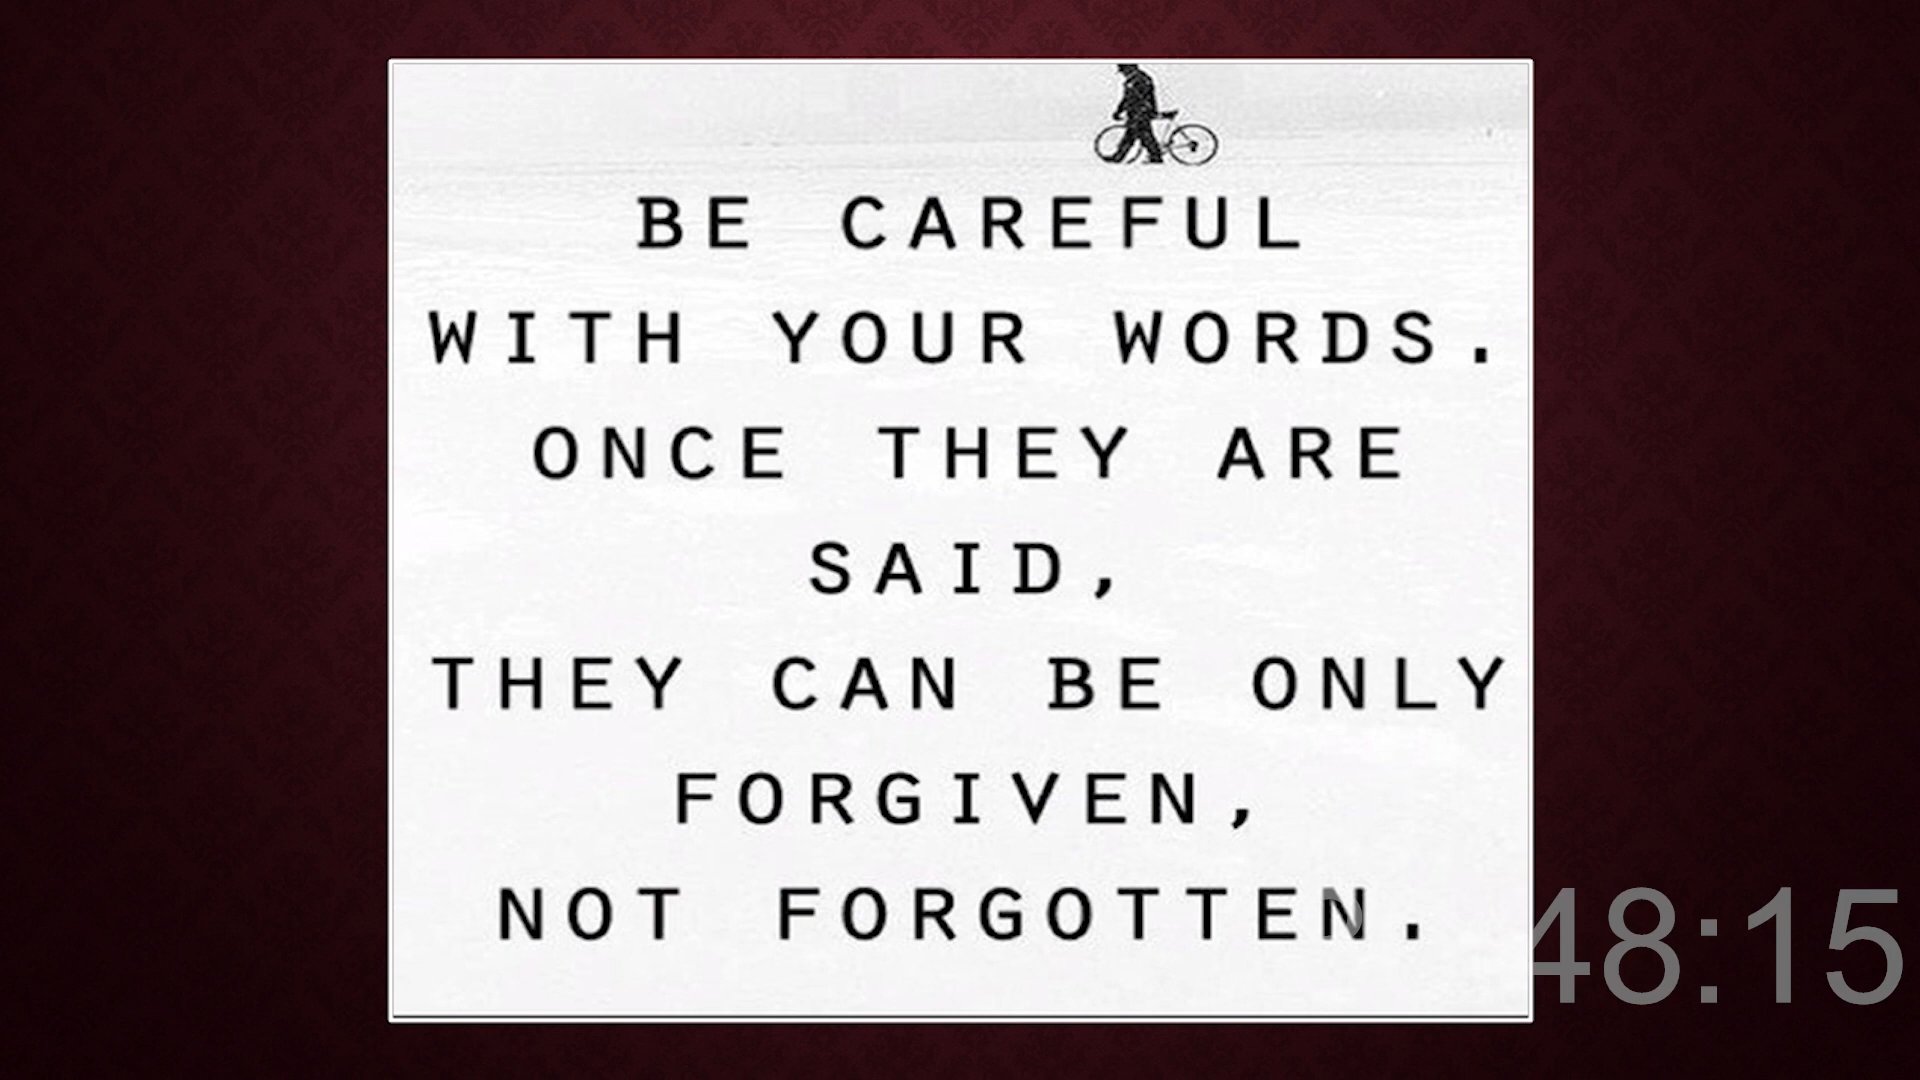 BE CAREFUL
WITH YOUR WORDS.
ONCE THEY ARE
SAID,
THEY CAN BE ONLY
FORGIVEN,
NOT FORGOTTEN.
48:15